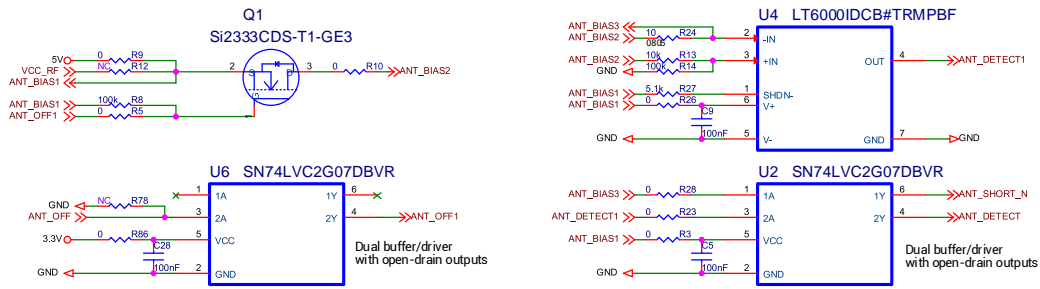 Q1
Si2333CDS-T1-GE3
5V 0 R9
VCC_RF NC R12
ANT_BIAS1
2 S D 3 0 R10 ANT_BIAS2
G
1
ANT_BIAS1 100k R8
ANT_OFF1 0 R5
U4 LT6000IDCB#TRMPBF
ANT_BIAS3
ANT_BIAS2 10 R24 2 -IN
0805
ANT_BIAS2 10k R13 3 +IN
GND 100k R14
OUT 4 ANT_DETECT1
ANT_BIAS1 5.1k R27 1 SHDN-
ANT_BIAS1 0 R26 6 V+
C9
100nF
GND 5 V- GND 7 GND
U6 SN74LVC2G07DBVR
1 1A 1Y 6
GND NC R78
ANT_OFF 3 2A 2Y 4 ANT_OFF1
3.3V 0 R86 5 VCC
C28
100nF
GND 2 GND
Dual buffer/driver
with open-drain outputs
U2 SN74LVC2G07DBVR
ANT_BIAS3 0 R28 1 1A 1Y 6 ANT_SHORT_N
ANT_DETECT1 0 R23 3 2A 2Y 4 ANT_DETECT
ANT_BIAS1 0 R3 5 VCC
C5
100nF
GND 2 GND
Dual buffer/driver
with open-drain outputs